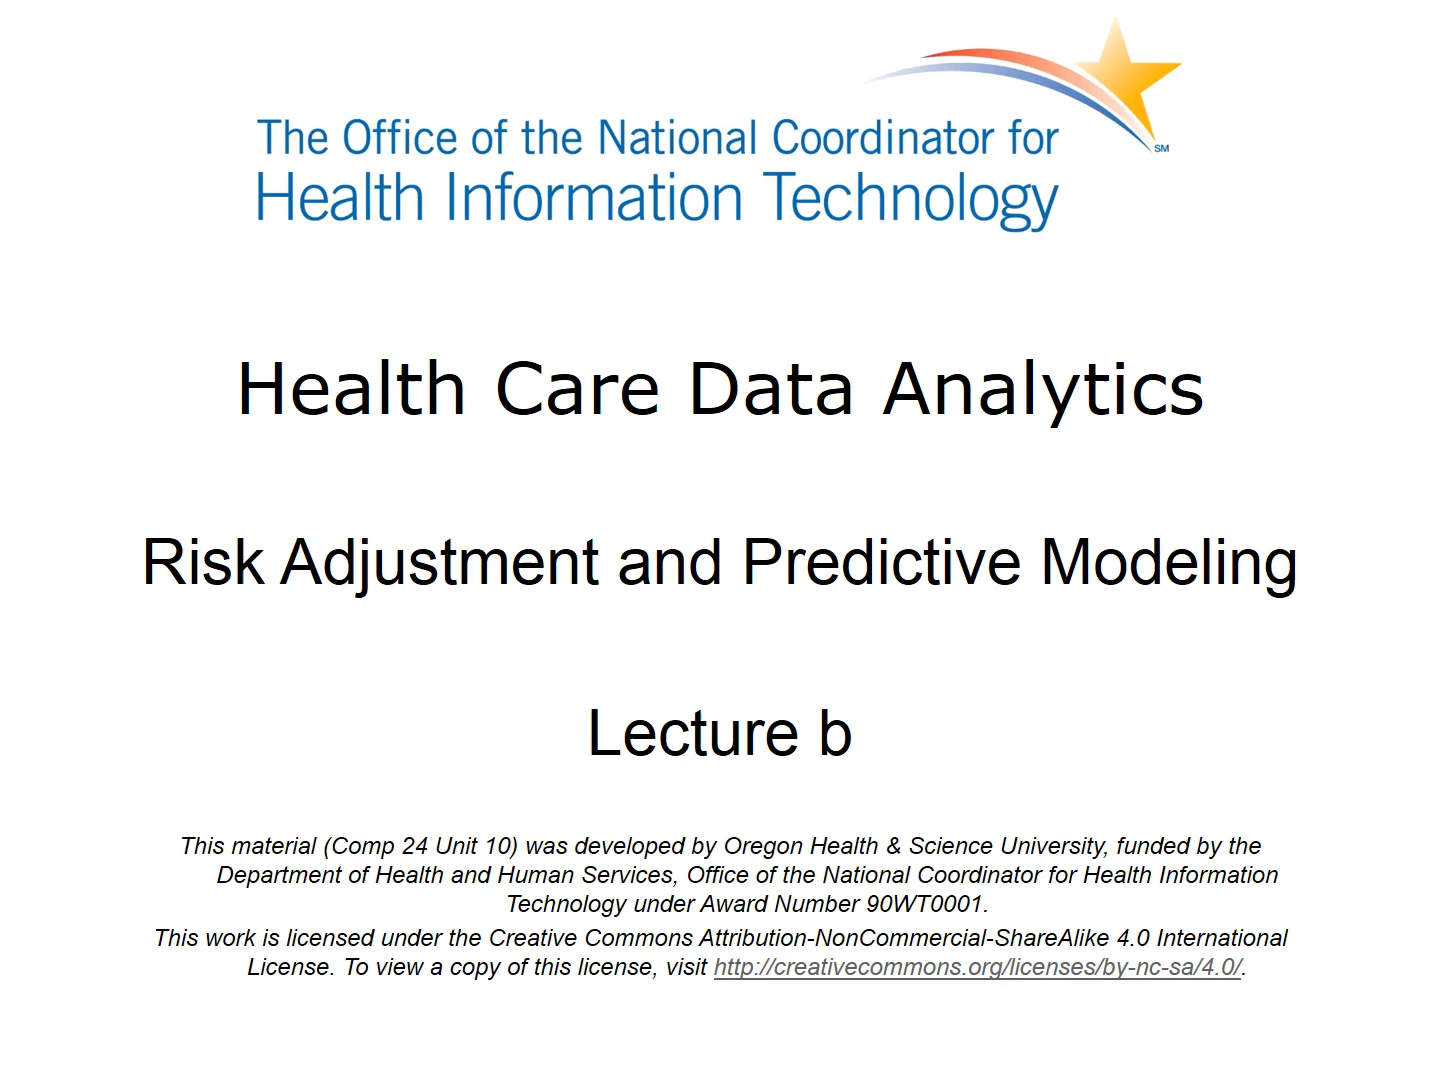 The Office of the National Coordinator for
Health Information Technology
SM
Health Care Data Analytics
Risk Adjustment and Predictive Modeling
Lecture b
This material (Comp 24 Unit 10) was developed by Oregon Health & Science University, funded by the
Department of Health and Human Services, Office of the National Coordinator for Health Information
Technology under Award Number 90WT0001.
This work is licensed under the Creative Commons Attribution-NonCommercial-ShareAlike 4.0 International
License. To view a copy of this license, visit http://creativecommons.org/licenses/by-nc-sa/4.0/.